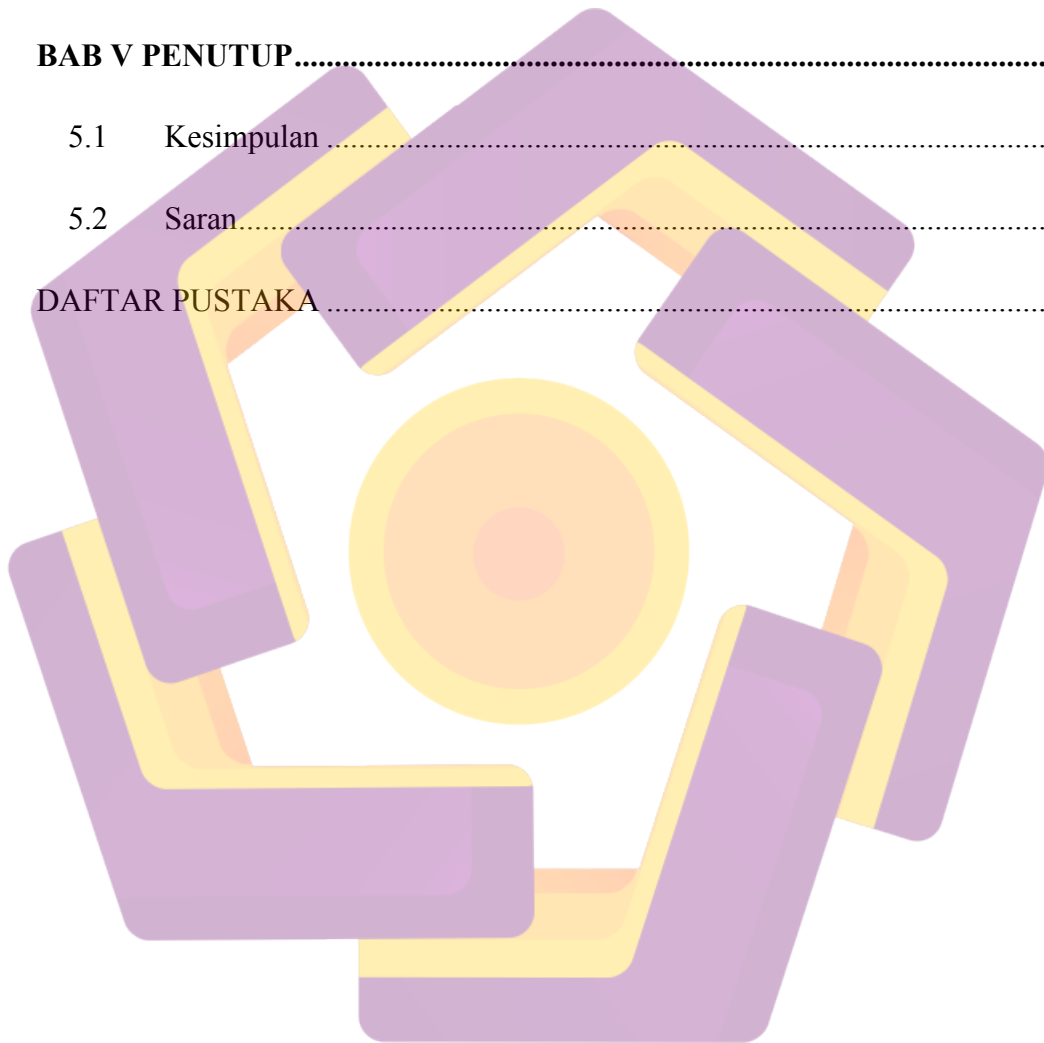 BAB V PENUTUP..........................................................................................
5.1 Kesimpulan ..........................................................................................
5.2 Saran....................................................................................................
DAFTAR PUSTAKA..........................................................................................